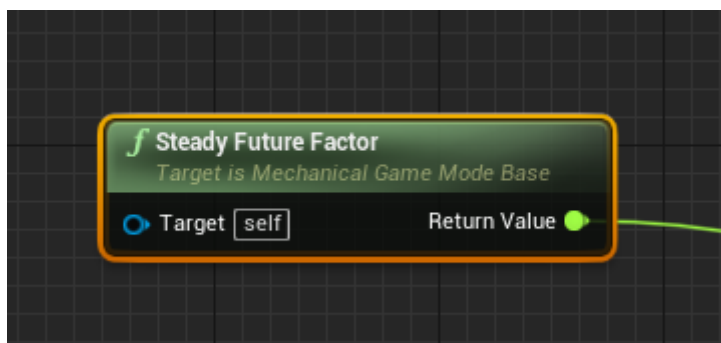 f Steady Future Factor
Target is Mechanical Game Mode Base
Target self Return Value